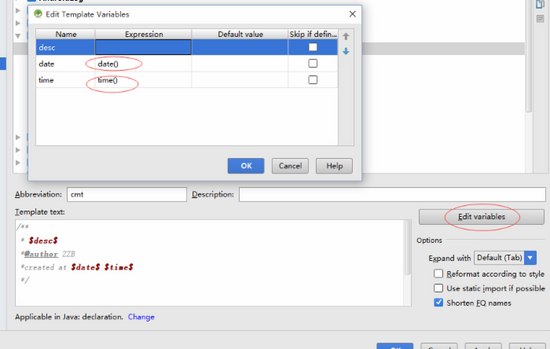 Edit Template Variables
Name Expression Default value Skip if defin...
desc
date date()
time time()
OK Cancel Help
Abbreviation: cmt Description:
Template text:
Edit variables
/**
* $desc$
*@author ZZB
*created at $date$ $time$
*/
Options
Expand with Default (Tab)
Reformat according to style
Use static import if possible
Shorten FQ names
Applicable in Java: declaration. Change